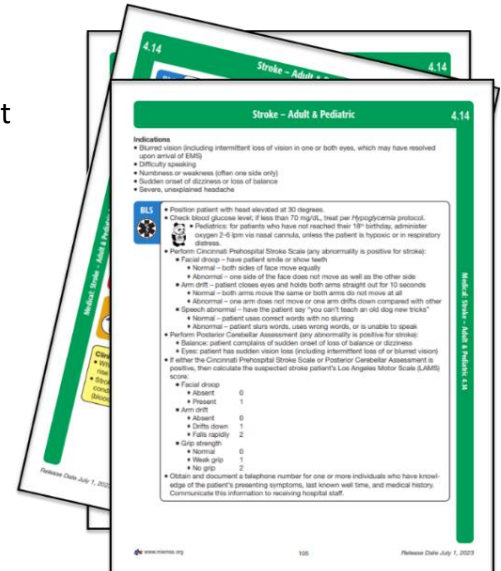 t
4.14
Stroke – Adult &
4.14
Stroke – Adult & Pediatric
4.14
Indications
• Blurred vision (including intermittent loss of vision in one or both eyes, which may have resolved
upon arrival of EMS)
• Difficulty speaking
• Numbness or weakness (often one side only)
• Sudden onset of dizziness or loss of balance
• Severe, unexplained headache
BLS
• Position patient with head elevated at 30 degrees.
• Check blood glucose level; if less than 70 mg/dL, treat per Hypoglycemia protocol.
• Pediatrics: for patients who have not reached their 18th birthday, administer
oxygen 2-6 lpm via nasal cannula, unless the patient is hypoxic or in respiratory
distress.
• Perform Cincinnati Prehospital Stroke Scale (any abnormality is positive for stroke):
• Facial droop – have patient smile or show teeth
• Normal – both sides of face move equally
• Abnormal – one side of the face does not move as well as the other side
• Arm drift – patient closes eyes and holds both arms straight out for 10 seconds
• Normal – both arms move the same or both arms do not move at all
• Abnormal – one arm does not move or one arm drifts down compared with other
• Speech abnormal – have the patient say "you can't teach an old dog new tricks"
• Normal – patient uses correct words with no slurring
• Abnormal – patient slurs words, uses wrong words, or is unable to speak
• Perform Posterior Cerebellar Assessment (any abnormality is positive for stroke):
• Balance: patient complains of sudden onset of loss of balance or dizziness
• Eyes: patient has sudden vision loss (including intermittent loss of or blurred vision)
• If either the Cincinnati Prehospital Stroke Scale or Posterior Cerebellar Assessment is
positive, then calculate the suspected stroke patient's Los Angeles Motor Scale (LAMS)
score:
• Facial droop
• Absent 0
• Present 1
• Arm drift
• Absent 0
• Drifts down 1
• Falls rapidly 2
• Grip strength
• Normal 0
• Weak grip 1
• No grip 2
• Obtain and document a telephone number for one or more individuals who have knowl-
edge of the patient's presenting symptoms, last known well time, and medical history.
Communicate this information to receiving hospital staff.
Medical: Stroke – Adult & Pediatric 4.14
Medical: Stroke – Adult & Pediatric
Release Date July 1, 2023
www.miemss.org
105
Release Date July 1, 2023